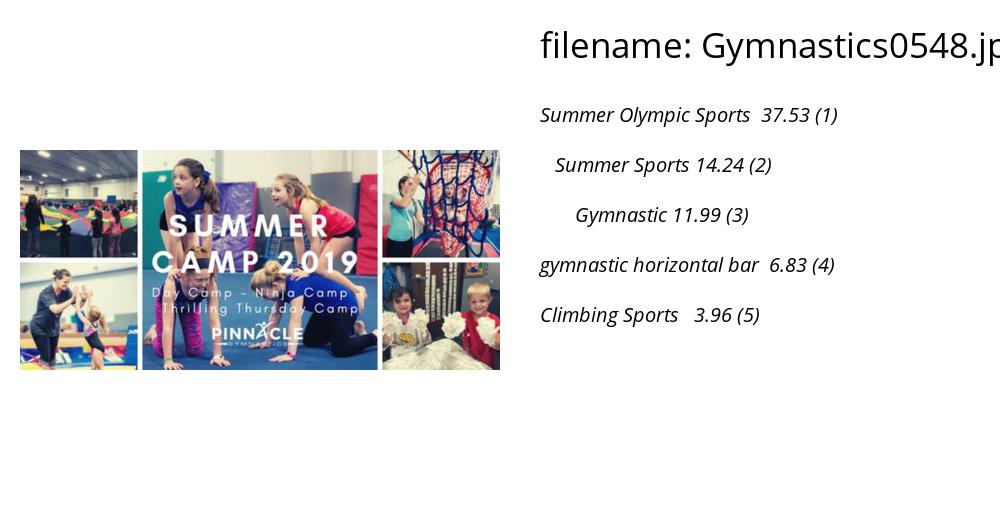 filename: Gymnastics0548.jp
Summer Olympic Sports 37.53 (1)
Summer Sports 14.24 (2)
Gymnastic 11.99 (3)
gymnastic horizontal bar 6.83 (4)
Climbing Sports 3.96 (5)
SUMMER
CAMP 2019
Day Camp - Ninja Camp
Thrilling Thursday Camp
PINNACLE
GYMNASTICS